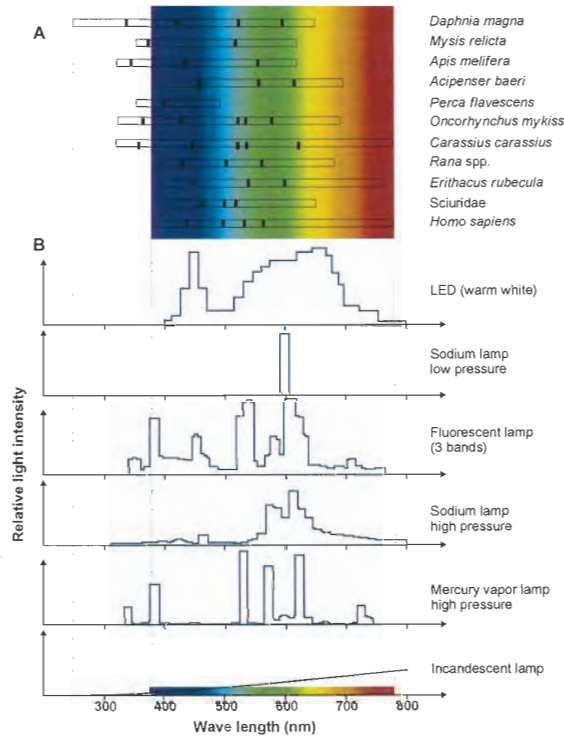 A
Daphnia magna
Mysis relicta
Apis melifera
Acipenser baeri
Perca flavescens
Oncorhynchus mykiss
Carassius carassius
Rana spp.
Erithacus rubecula
Sciuridae
Homo sapiens
B
LED (warm white)
Sodium lamp
low pressure
Fluorescent lamp
(3 bands)
Sodium lamp
high pressure
Mercury vapor lamp
high pressure
Incandescent lamp
Relative light intensity
300 400 500 600 700 800
Wave length (nm)